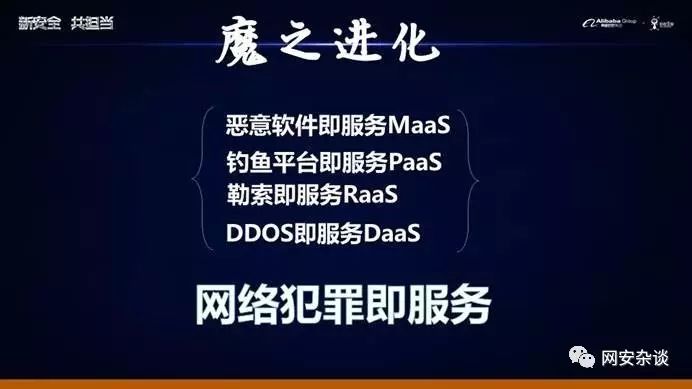 新安全 共担当
Alibaba Group
魔之进化
恶意软件即服务MaaS
钓鱼平台即服务PaaS
勒索即服务RaaS
DDOS即服务DaaS
网络犯罪即服务
网安杂谈